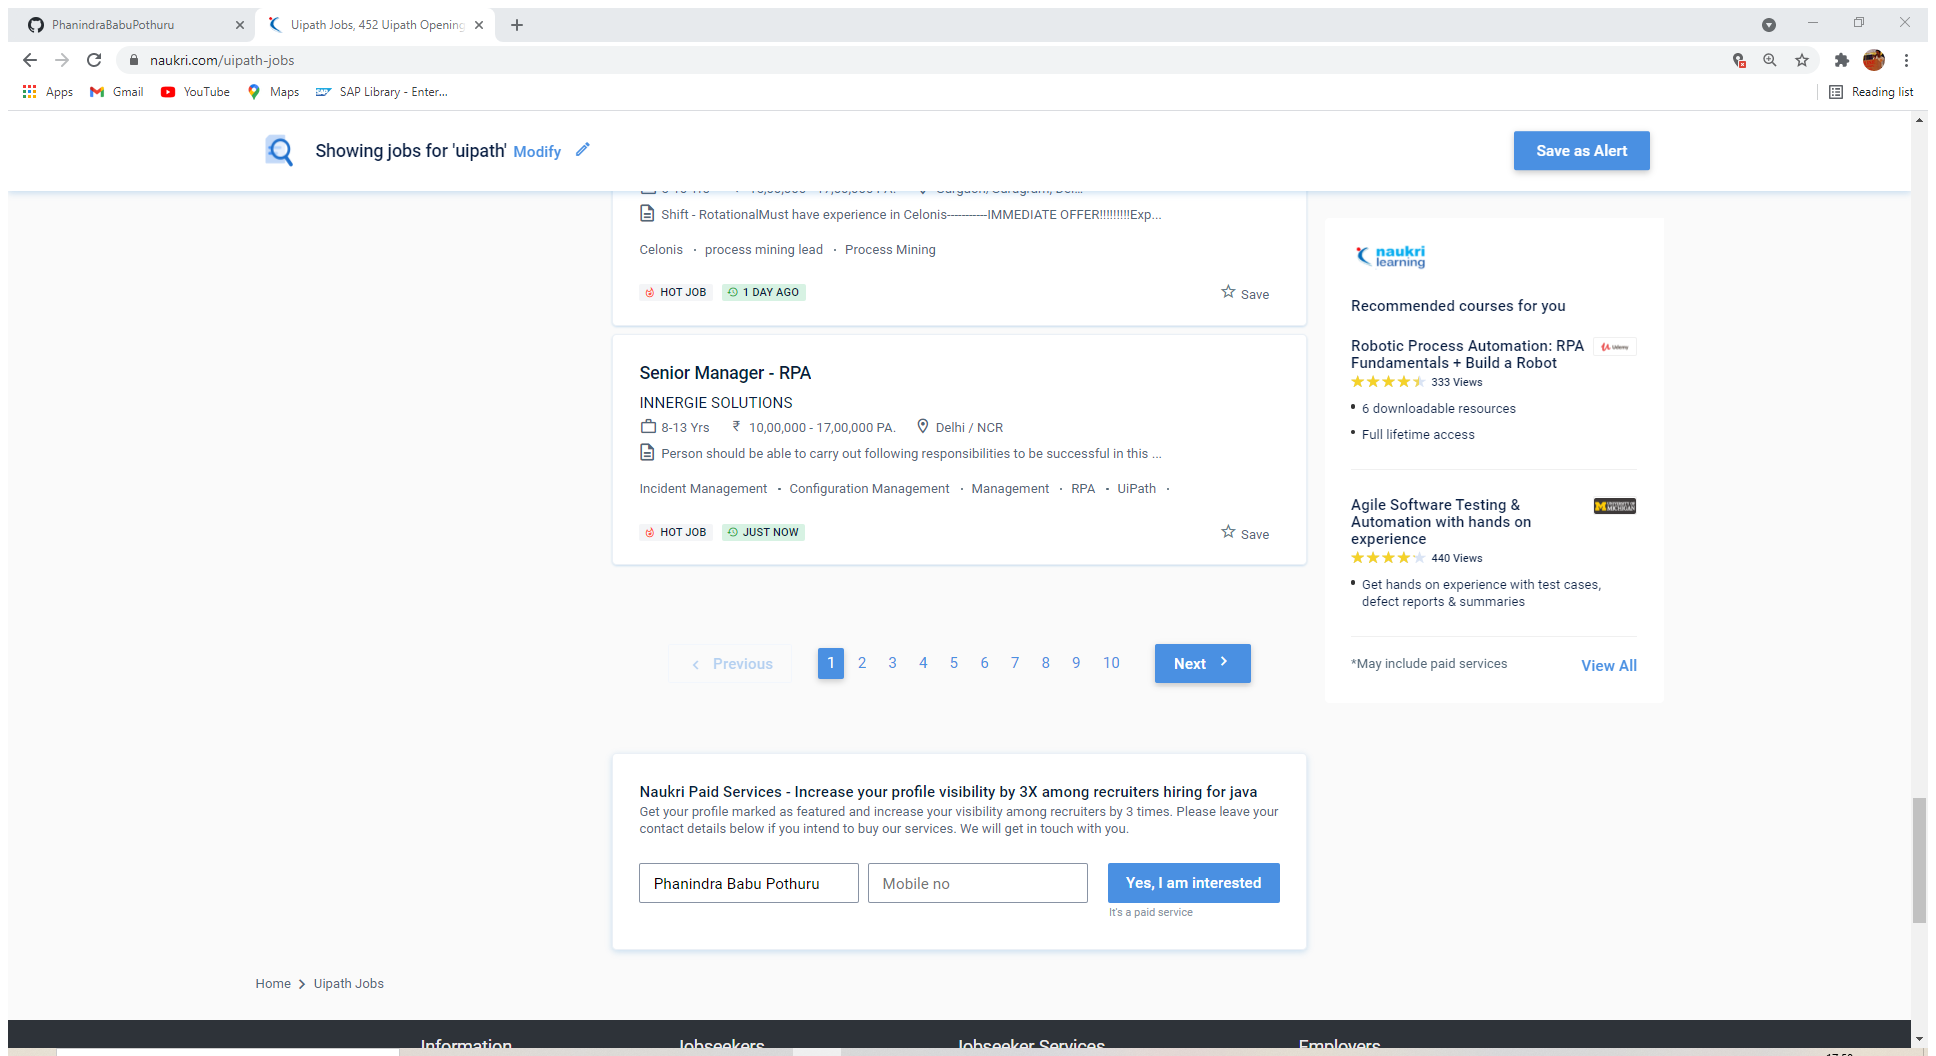 PhanindraBabuPothuru
Uipath Jobs, 452 Uipath Opening
naukri.com/uipath-jobs
Apps Gmail YouTube Maps SAP SAP Library - Enter... Reading list
Showing jobs for 'uipath' Modify Save as Alert
Shift - RotationalMust have experience in Celonis-----------IMMEDIATE OFFER!!!!!!!!!Exp...
Celonis · process mining lead · Process Mining
HOT JOB 1 DAY AGO Save
Senior Manager - RPA
INNERGIE SOLUTIONS
8-13 Yrs ₹ 10,00,000 - 17,00,000 PA. Delhi / NCR
Person should be able to carry out following responsibilities to be successful in this ...
Incident Management · Configuration Management · Management · RPA · UiPath ·
HOT JOB JUST NOW Save
Previous 1 2 3 4 5 6 7 8 9 10 Next
naukri
learning
Recommended courses for you
Robotic Process Automation: RPA
Fundamentals + Build a Robot
Udemy
333 Views
• 6 downloadable resources
• Full lifetime access
Agile Software Testing &
Automation with hands on
experience
M UNIVERSITY OF MICHIGAN
440 Views
• Get hands on experience with test cases,
defect reports & summaries
*May include paid services View All
Naukri Paid Services - Increase your profile visibility by 3X among recruiters hiring for java
Get your profile marked as featured and increase your visibility among recruiters by 3 times. Please leave your
contact details below if you intend to buy our services. We will get in touch with you.
Phanindra Babu Pothuru Mobile no Yes, I am interested
It's a paid service
Home > Uipath Jobs
Information Jobseekers Jobseeker Services Employers